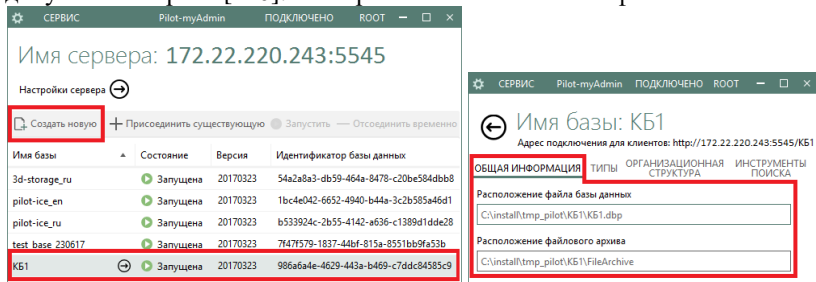 СЕРВИС Pilot-myAdmin ПОДКЛЮЧЕНО ROOT
Имя сервера: 172.22.220.243:5545
Настройки сервера
Создать новую Присоединить существующую Запустить Отсоединить временно
Имя базы Состояние Версия Идентификатор базы данных
3d-storage_ru Запущена 20170323 54a2a8a3-db59-464a-8478-c20be584dbb8
pilot-ice_en Запущена 20170323 1bc4e042-6652-4940-b44a-3c2b585a46d1
pilot-ice_ru Запущена 20170323 b533924c-2b55-4142-a636-c1389d1dde28
test_base_230617 Запущена 20170323 7f47f579-1837-44bf-815a-8551bb9fa53b
КБ1 Запущена 20170323 986a6a4e-4629-443a-b469-c7ddc84585c9
СЕРВИС Pilot-myAdmin ПОДКЛЮЧЕНО ROOT
Имя базы: КБ1
Адрес подключения для клиентов: http://172.22.220.243:5545/КБ1
ОБЩАЯ ИНФОРМАЦИЯ ТИПЫ ОРГАНИЗАЦИОННАЯ СТРУКТУРА ИНСТРУМЕНТЫ ПОИСКА
Расположение файла базы данных
C:\install\tmp_pilot\КБ1\КБ1.dbp
Расположение файлового архива
C:\install\tmp_pilot\КБ1\FileArchive